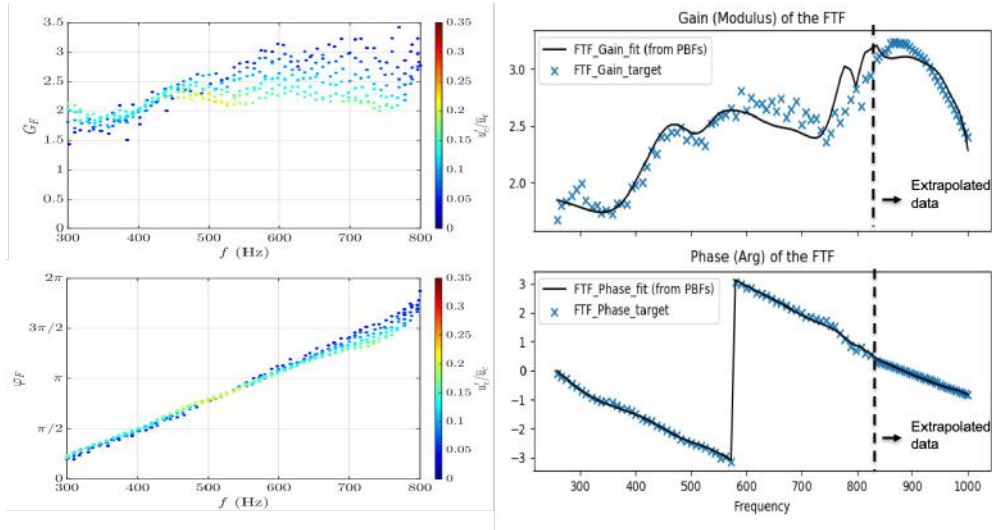 3.5
3
2.5
2
1.5
1
0.5
0
G_F
300 400 500 600 700 800
f (Hz)
0.35
0.3
0.25
0.2
0.15
0.1
0.05
0
u'_c/ū_c
2π
3π/2
π
π/2
0
φ_F
300 400 500 600 700 800
f (Hz)
0.35
0.3
0.25
0.2
0.15
0.1
0.05
0
u'_c/ū_c
Gain (Modulus) of the FTF
FTF_Gain_fit (from PBFs)
FTF_Gain_target
3.0
2.5
2.0
Extrapolated
data
Phase (Arg) of the FTF
FTF_Phase_fit (from PBFs)
FTF_Phase_target
3
2
1
0
−1
−2
−3
Extrapolated
data
300 400 500 600 700 800 900 1000
Frequency